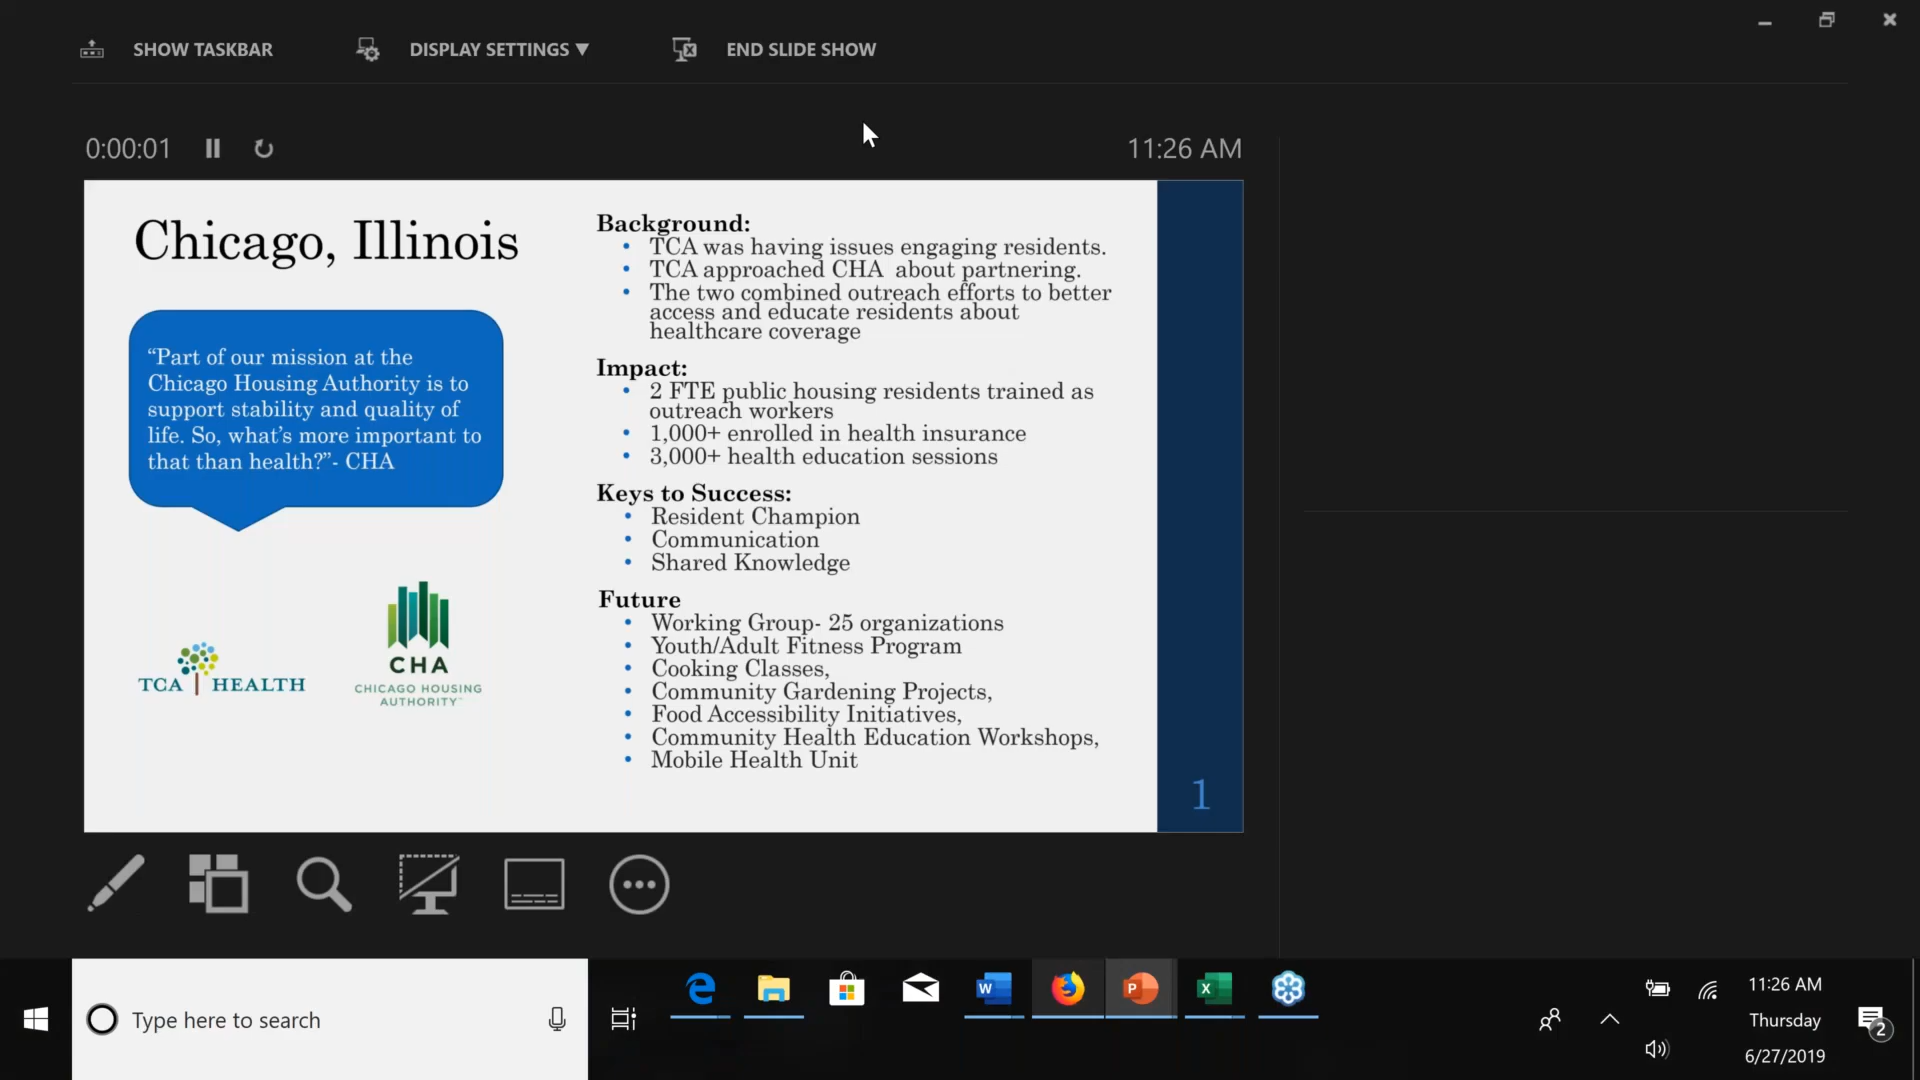 SHOW TASKBAR
DISPLAY SETTINGS ▼
END SLIDE SHOW
0:00:01
11:26 AM
Chicago, Illinois
“Part of our mission at the
Chicago Housing Authority is to
support stability and quality of
life. So, what’s more important to
that than health?”- CHA
TCA HEALTH
CHA
CHICAGO HOUSING
AUTHORITY
Background:
• TCA was having issues engaging residents.
• TCA approached CHA  about partnering.
• The two combined outreach efforts to better
access and educate residents about
healthcare coverage
Impact:
• 2 FTE public housing residents trained as
outreach workers
• 1,000+ enrolled in health insurance
• 3,000+ health education sessions
Keys to Success:
• Resident Champion
• Communication
• Shared Knowledge
Future
• Working Group- 25 organizations
• Youth/Adult Fitness Program
• Cooking Classes,
• Community Gardening Projects,
• Food Accessibility Initiatives,
• Community Health Education Workshops,
• Mobile Health Unit
1
Type here to search
W
P
X
11:26 AM
Thursday
6/27/2019
2